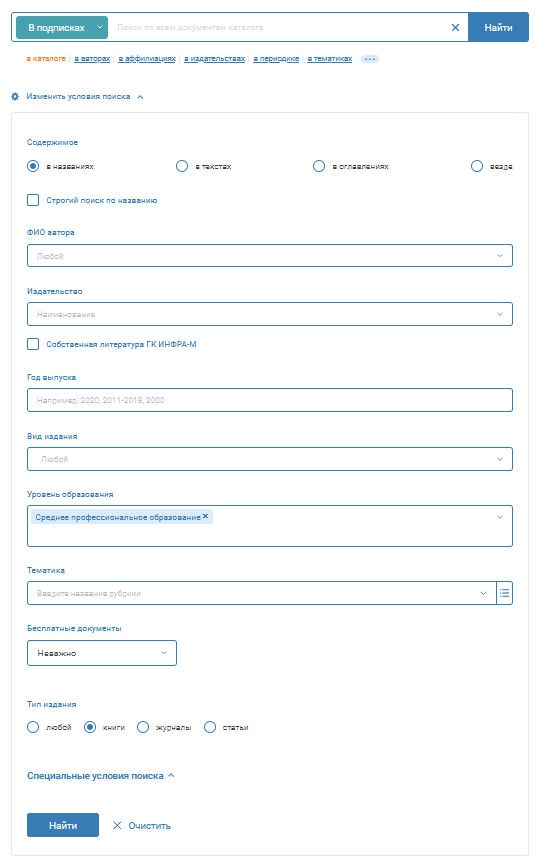 В подписках Поиск по всем документам каталога Найти
в каталоге в авторах в аффилиациях в издательствах в периодике в тематиках
Изменить условия поиска
Содержимое
в названиях в текстах в оглавлениях везде
Строгий поиск по названию
ФИО автора
Любой
Издательство
Наименование
Собственная литература ГК ИНФРА-М
Год выпуска
Например: 2020, 2011-2018, 2000
Вид издания
Любой
Уровень образования
Среднее профессиональное образование
Тематика
Введите название рубрики
Бесплатные документы
Неважно
Тип издания
любой книги журналы статьи
Специальные условия поиска
Найти Очистить